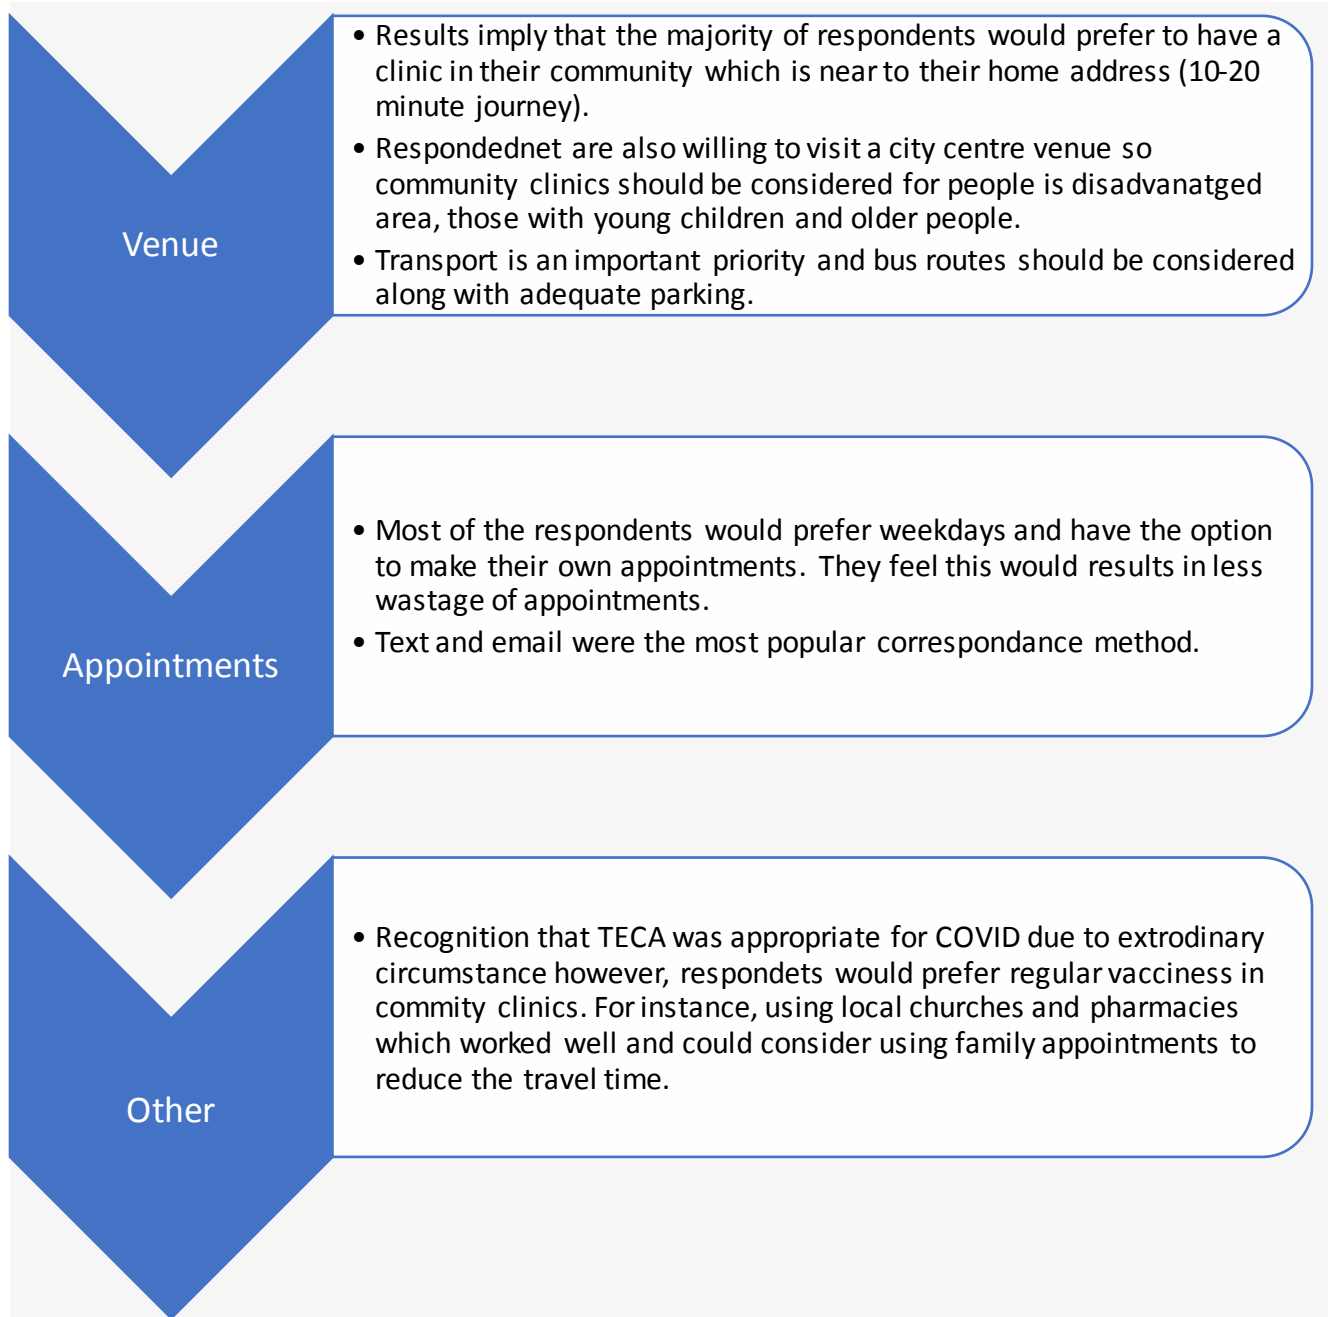 Venue
• Results imply that the majority of respondents would prefer to have a
clinic in their community which is near to their home address (10-20
minute journey).
• Respondednet are also willing to visit a city centre venue so
community clinics should be considered for people is disadvanatged
area, those with young children and older people.
• Transport is an important priority and bus routes should be considered
along with adequate parking.
Appointments
• Most of the respondents would prefer weekdays and have the option
to make their own appointments. They feel this would results in less
wastage of appointments.
• Text and email were the most popular correspondance method.
Other
• Recognition that TECA was appropriate for COVID due to extrodinary
circumstance however, respondets would prefer regular vacciness in
commity clinics. For instance, using local churches and pharmacies
which worked well and could consider using family appointments to
reduce the travel time.